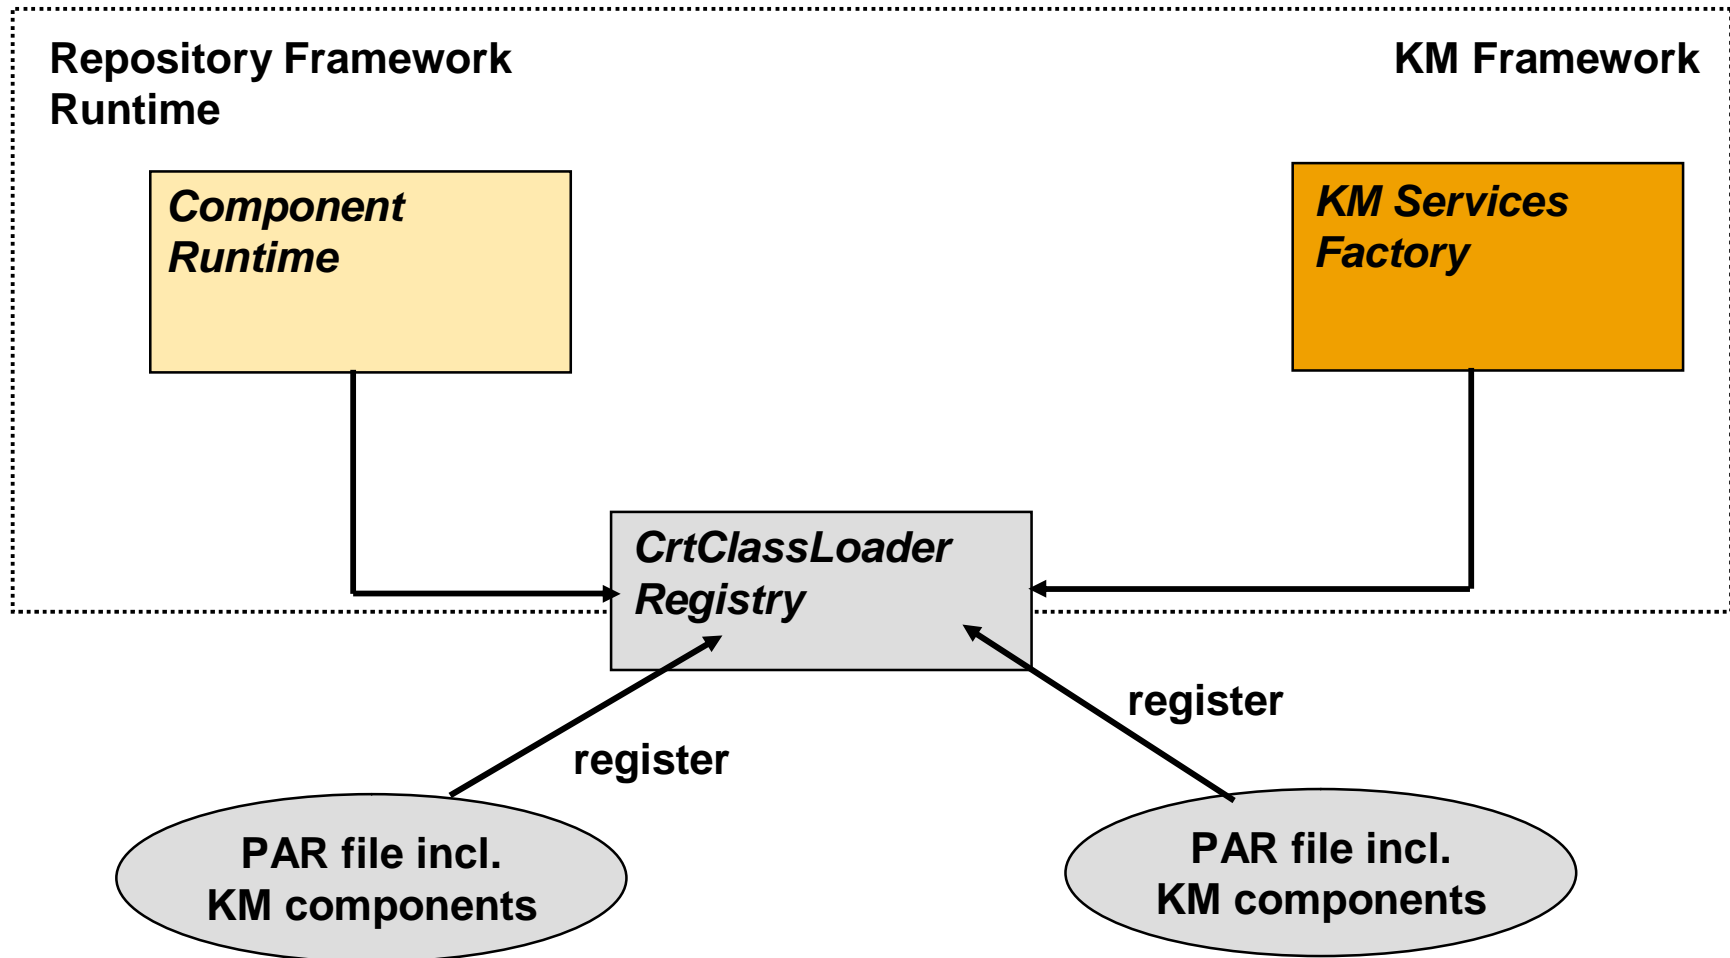 Repository Framework
Runtime
KM Framework
Component
Runtime
KM Services
Factory
CrtClassLoader
Registry
register
register
PAR file incl.
KM components
PAR file incl.
KM components